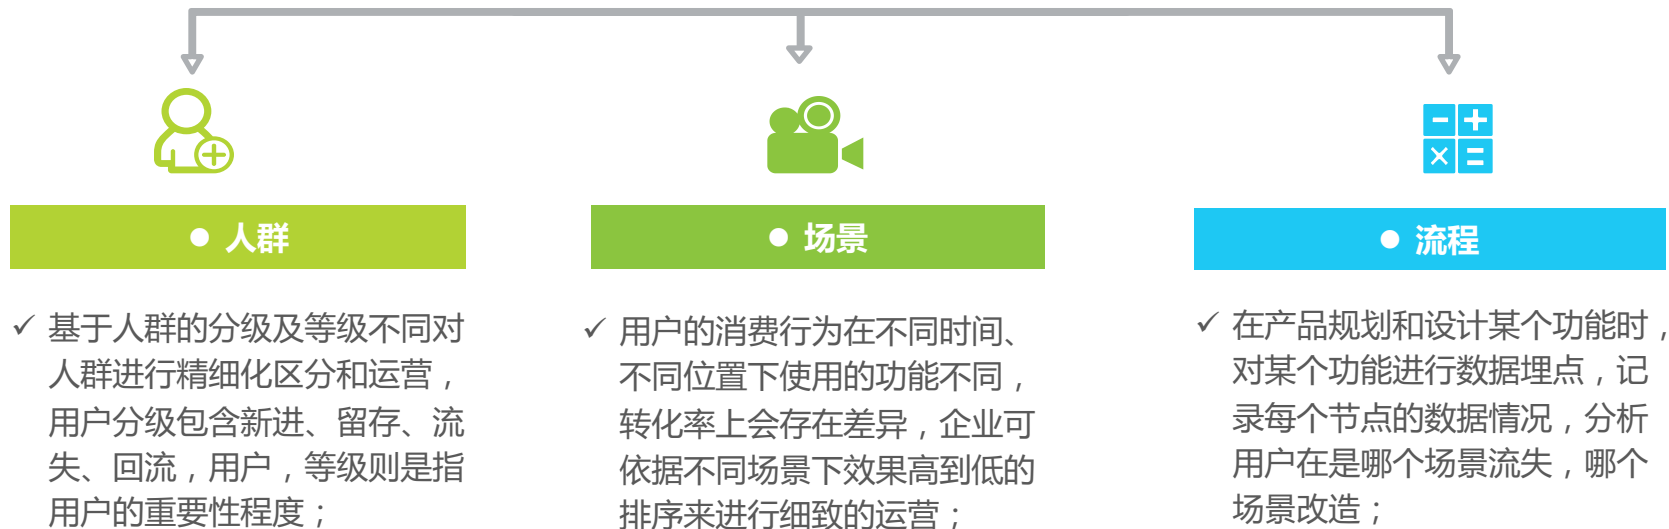 ● 人群
✓ 基于人群的分级及等级不同对
人群进行精细化区分和运营，
用户分级包含新进、留存、流
失、回流，用户，等级则是指
用户的重要性程度；
● 场景
✓ 用户的消费行为在不同时间、
不同位置下使用的功能不同，
转化率上会存在差异，企业可
依据不同场景下效果高到低的
排序来进行细致的运营；
● 流程
✓ 在产品规划和设计某个功能时，
对某个功能进行数据埋点，记
录每个节点的数据情况，分析
用户在是哪个场景流失，哪个
场景改造；